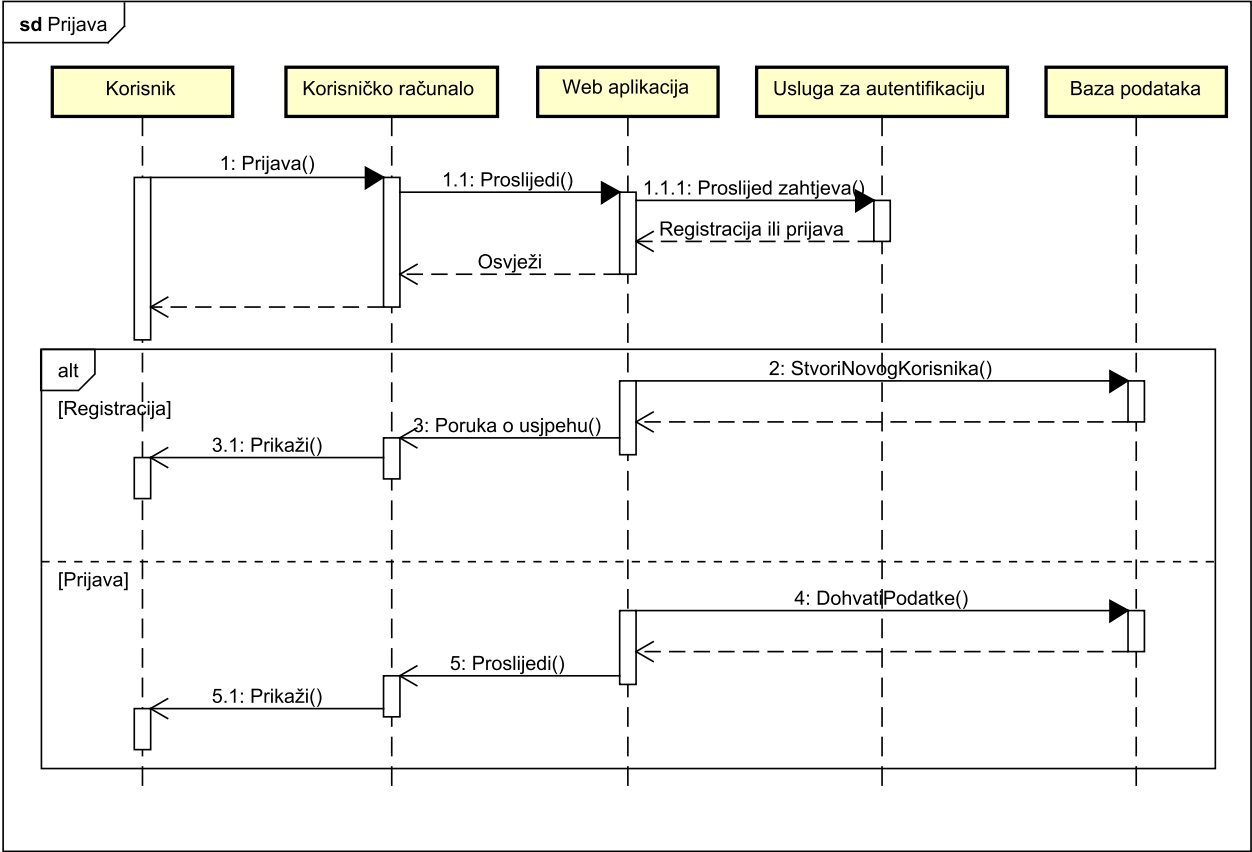 sd Prijava
Korisnik
Korisničko računalo
Web aplikacija
Usluga za autentifikaciju
Baza podataka
1: Prijava()
1.1: Proslijedi()
1.1.1: Proslijed zahtjeva()
Registracija ili prijava
Osvježi
alt
2: StvoriNovogKorisnika()
[Registracija]
3: Poruka o usjpehu()
3.1: Prikaži()
[Prijava]
4: DohvatiPodatke()
5: Proslijedi()
5.1: Prikaži()